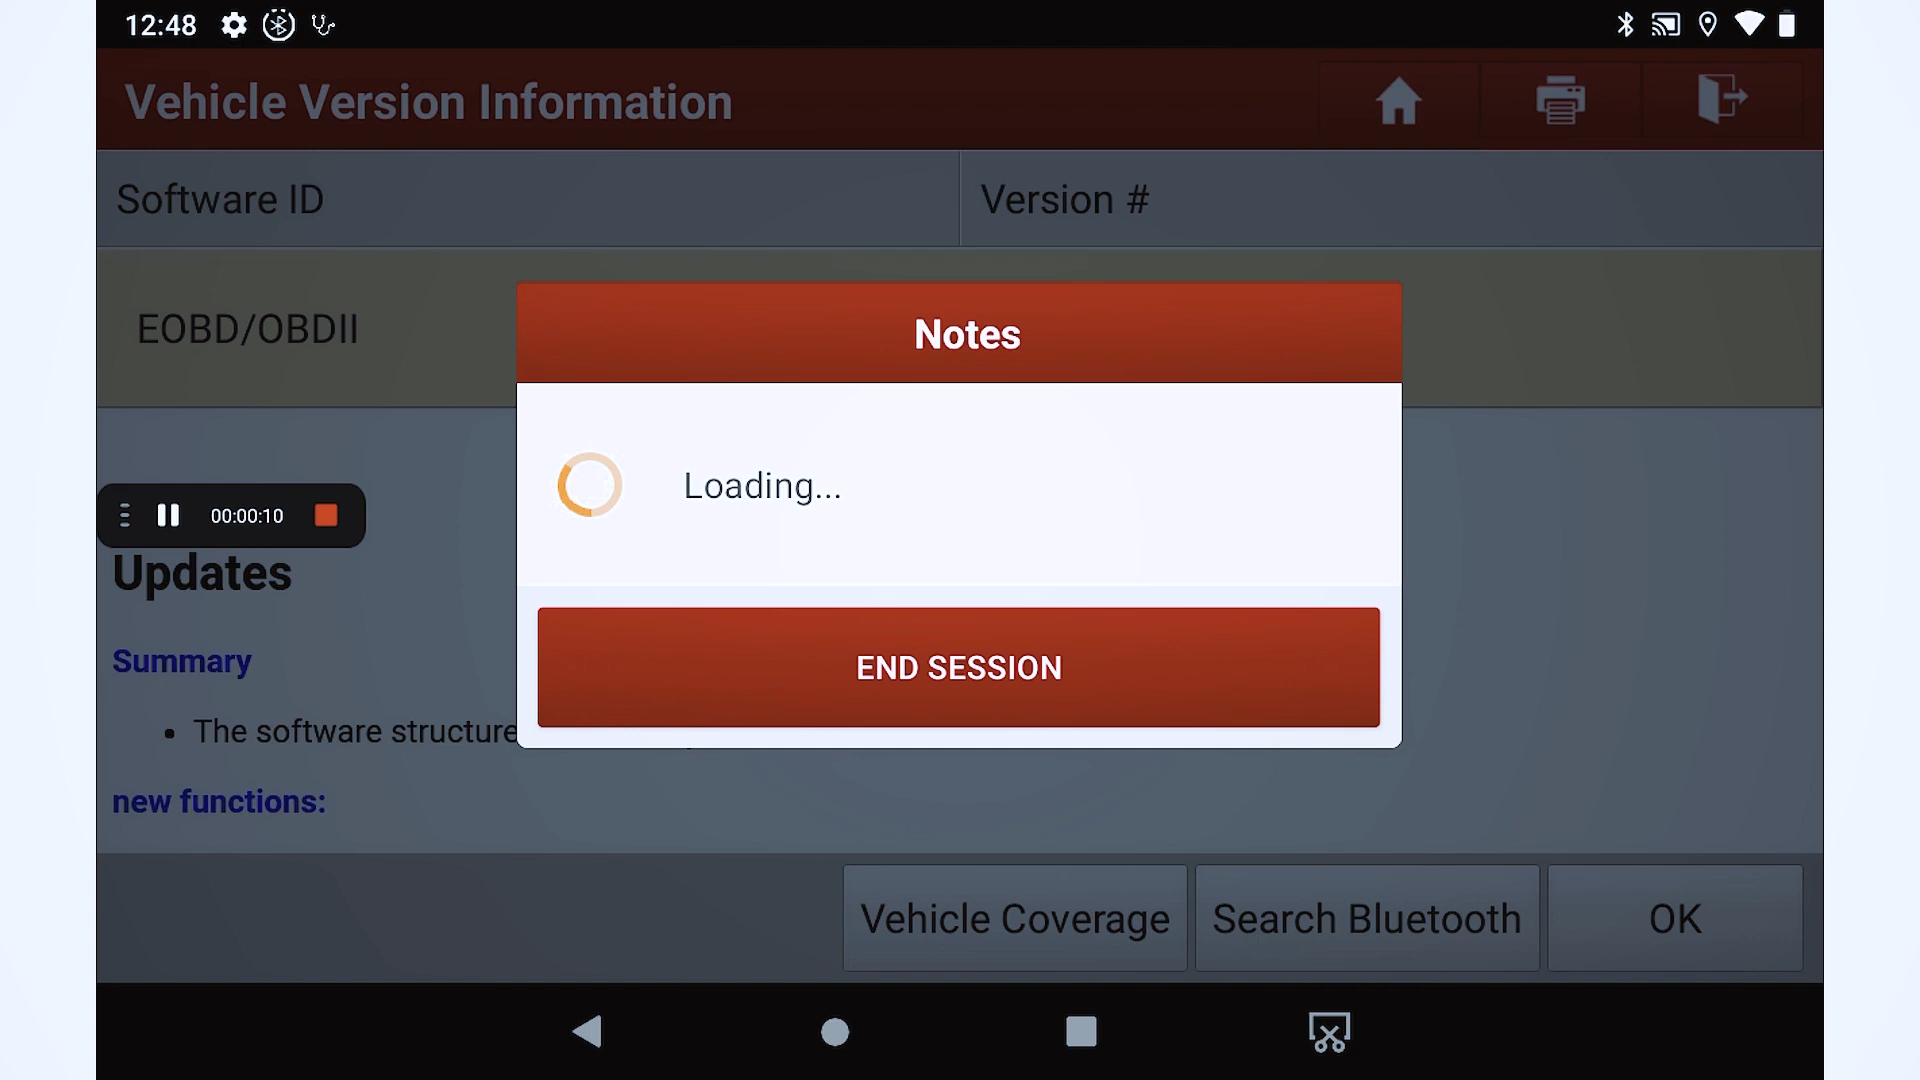 12:48
Vehicle Version Information
Software ID
Version #
EOBD/OBDII
Notes
Loading...
00:00:10
Updates
Summary
END SESSION
• The software structure
new functions:
Vehicle Coverage
Search Bluetooth
OK